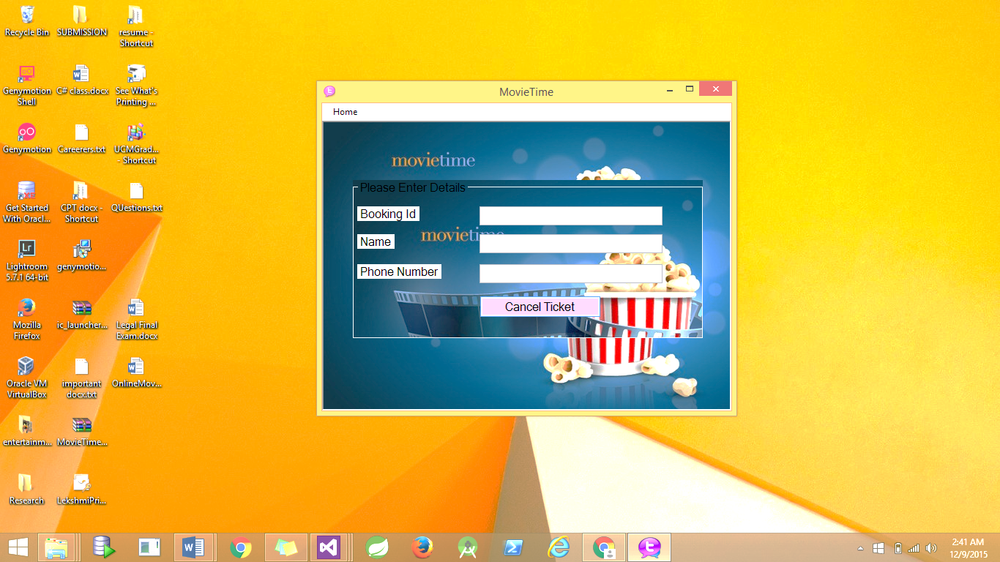 Recycle Bin
SUBMISSION
resume -
Shortcut
Genymotion
Shell
C# class.docx
See What's
Printing ...
Genymotion
Careerers.txt
UCMGrad...
- Shortcut
Get Started
With Oracl...
CPT docx -
Shortcut
QUestions.txt
Lightroom
5.7.1 64-bit
genymotio...
Mozilla
Firefox
ic_launcher...
Legal Final
Exam.docx
Oracle VM
VirtualBox
important
docx.txt
OnlineMov...
entertainm...
MovieTime...
Research
LekshmiPri...
MovieTime
Home
movietime
Please Enter Details
Booking Id
movietime
Name
Phone Number
Cancel Ticket
2:41 AM
12/9/2015